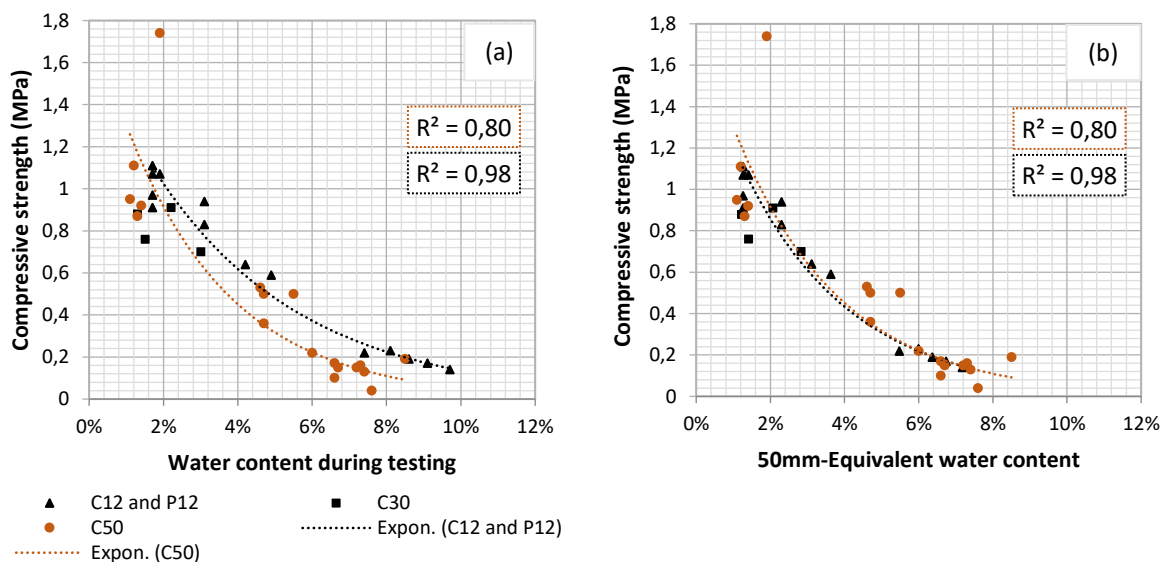 1,8
1,6
1,4
1,2
1
0,8
0,6
0,4
0,2
0
Compressive strength (MPa)
(a)
R² = 0,80
R² = 0,98
0% 2% 4% 6% 8% 10% 12%
Water content during testing
1,8
1,6
1,4
1,2
1
0,8
0,6
0,4
0,2
0
Compressive strength (MPa)
(b)
R² = 0,80
R² = 0,98
0% 2% 4% 6% 8% 10% 12%
50mm-Equivalent water content
C12 and P12 C30
C50 Expon. (C12 and P12)
Expon. (C50)